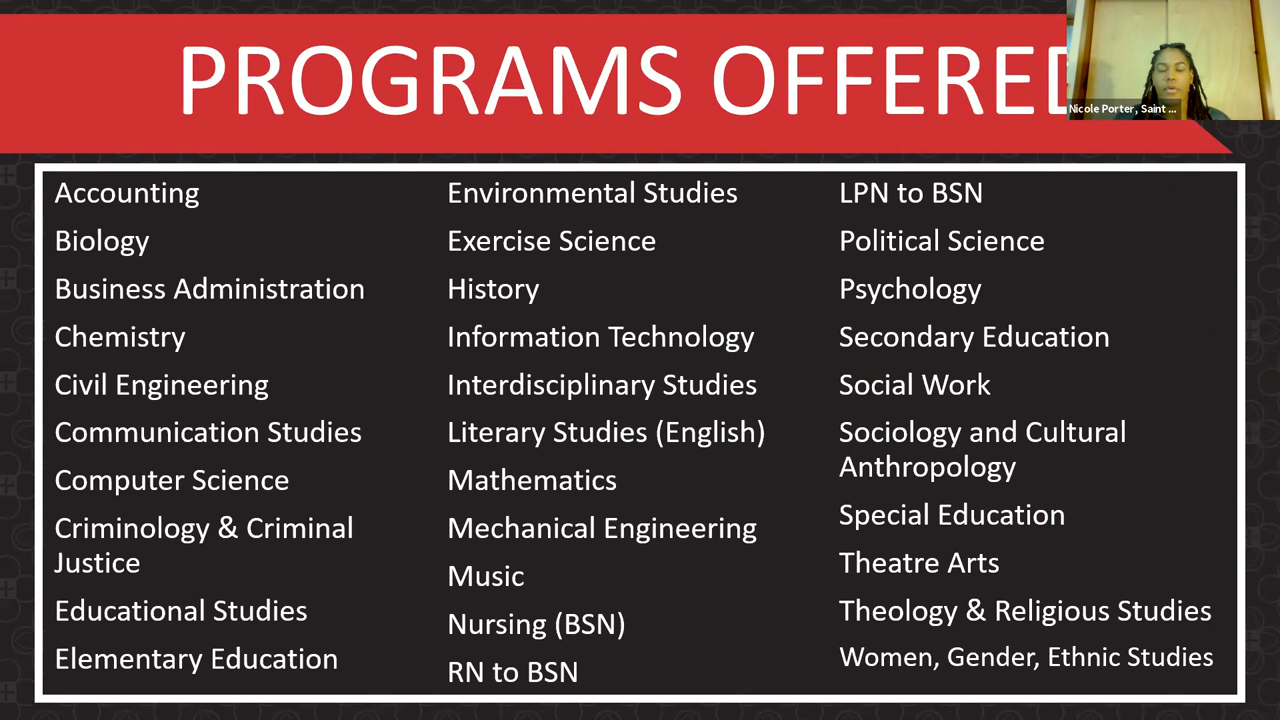 PROGRAMS OFFERED
Nicole Porter, Saint ...
Accounting
Biology
Business Administration
Chemistry
Civil Engineering
Communication Studies
Computer Science
Criminology & Criminal
Justice
Educational Studies
Elementary Education
Environmental Studies
Exercise Science
History
Information Technology
Interdisciplinary Studies
Literary Studies (English)
Mathematics
Mechanical Engineering
Music
Nursing (BSN)
RN to BSN
LPN to BSN
Political Science
Psychology
Secondary Education
Social Work
Sociology and Cultural
Anthropology
Special Education
Theatre Arts
Theology & Religious Studies
Women, Gender, Ethnic Studies